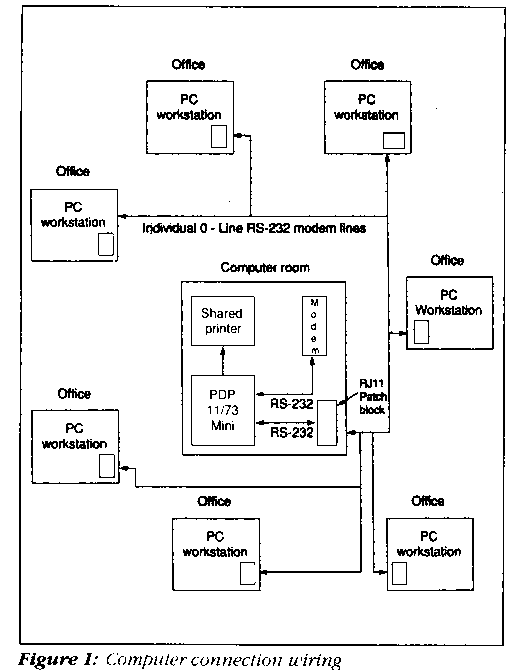 Office
PC
workstation
Office
PC
workstation
Office
PC
workstation
Individual 0 - Line RS-232 modem lines
Office
PC
Workstation
Computer room
Shared
printer
Modem
PDP
11/73
Mini
RS-232
RS-232
RJ11
Patch
block
Office
PC
workstation
Office
PC
workstation
Office
PC
workstation
Figure 1: Computer connection wiring